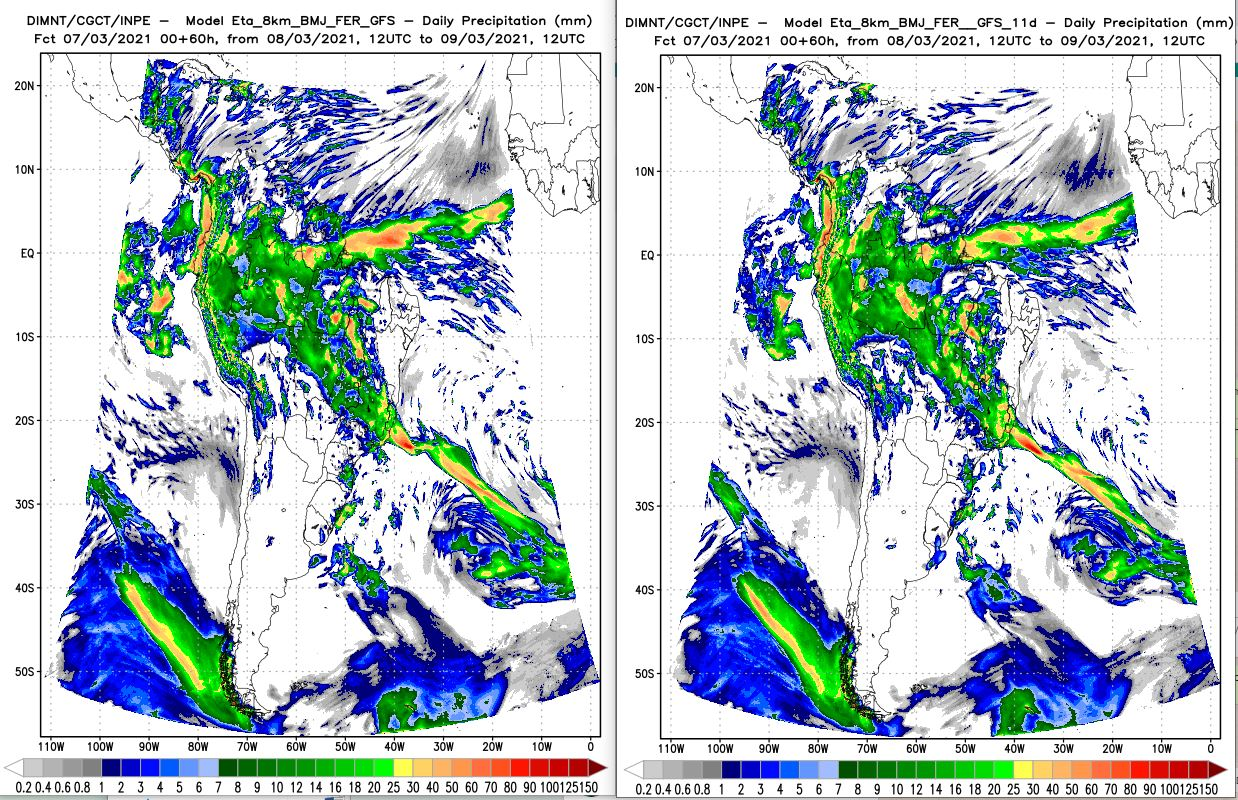 DIMNT/CGCT/INPE – Model Eta_8km_BMJ_FER_GFS – Daily Precipitation (mm)
Fct 07/03/2021 00+60h, from 08/03/2021, 12UTC to 09/03/2021, 12UTC
20N
10N
EQ
10S
20S
30S
40S
50S
110W 100W 90W 80W 70W 60W 50W 40W 30W 20W 10W 0
0.2 0.4 0.6 0.8 1 2 3 4 5 6 7 8 9 10 12 14 16 18 20 25 30 40 50 60 70 80 90 100 125 150
DIMNT/CGCT/INPE – Model Eta_8km_BMJ_FER__GFS_11d – Daily Precipitation (mm)
Fct 07/03/2021 00+60h, from 08/03/2021, 12UTC to 09/03/2021, 12UTC
20N
10N
EQ
10S
20S
30S
40S
50S
110W 100W 90W 80W 70W 60W 50W 40W 30W 20W 10W 0
0.2 0.4 0.6 0.8 1 2 3 4 5 6 7 8 9 10 12 14 16 18 20 25 30 40 50 60 70 80 90 100 125 150